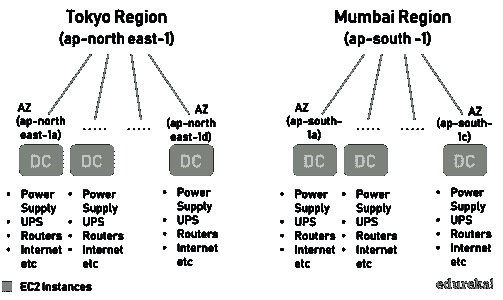 Tokyo Region
(ap-north east-1)
Mumbai Region
(ap-south -1)
AZ
(ap-north
east-1a)
......
......
AZ
(ap-north
east-1d)
AZ
(ap-south-
1a)
......
......
AZ
(ap-south-
1c)
DC
DC
DC
DC
DC
DC
• Power
Supply
• UPS
• Routers
• Internet
etc
• Power
Supply
• UPS
• Routers
• Internet
etc
• Power
Supply
• UPS
• Routers
• Internet
etc
• Power
Supply
• UPS
• Routers
• Internet
etc
• Power
Supply
• UPS
• Routers
• Internet
etc
• Power
Supply
• UPS
• Routers
• Internet
etc
EC2 Instances
edureka!